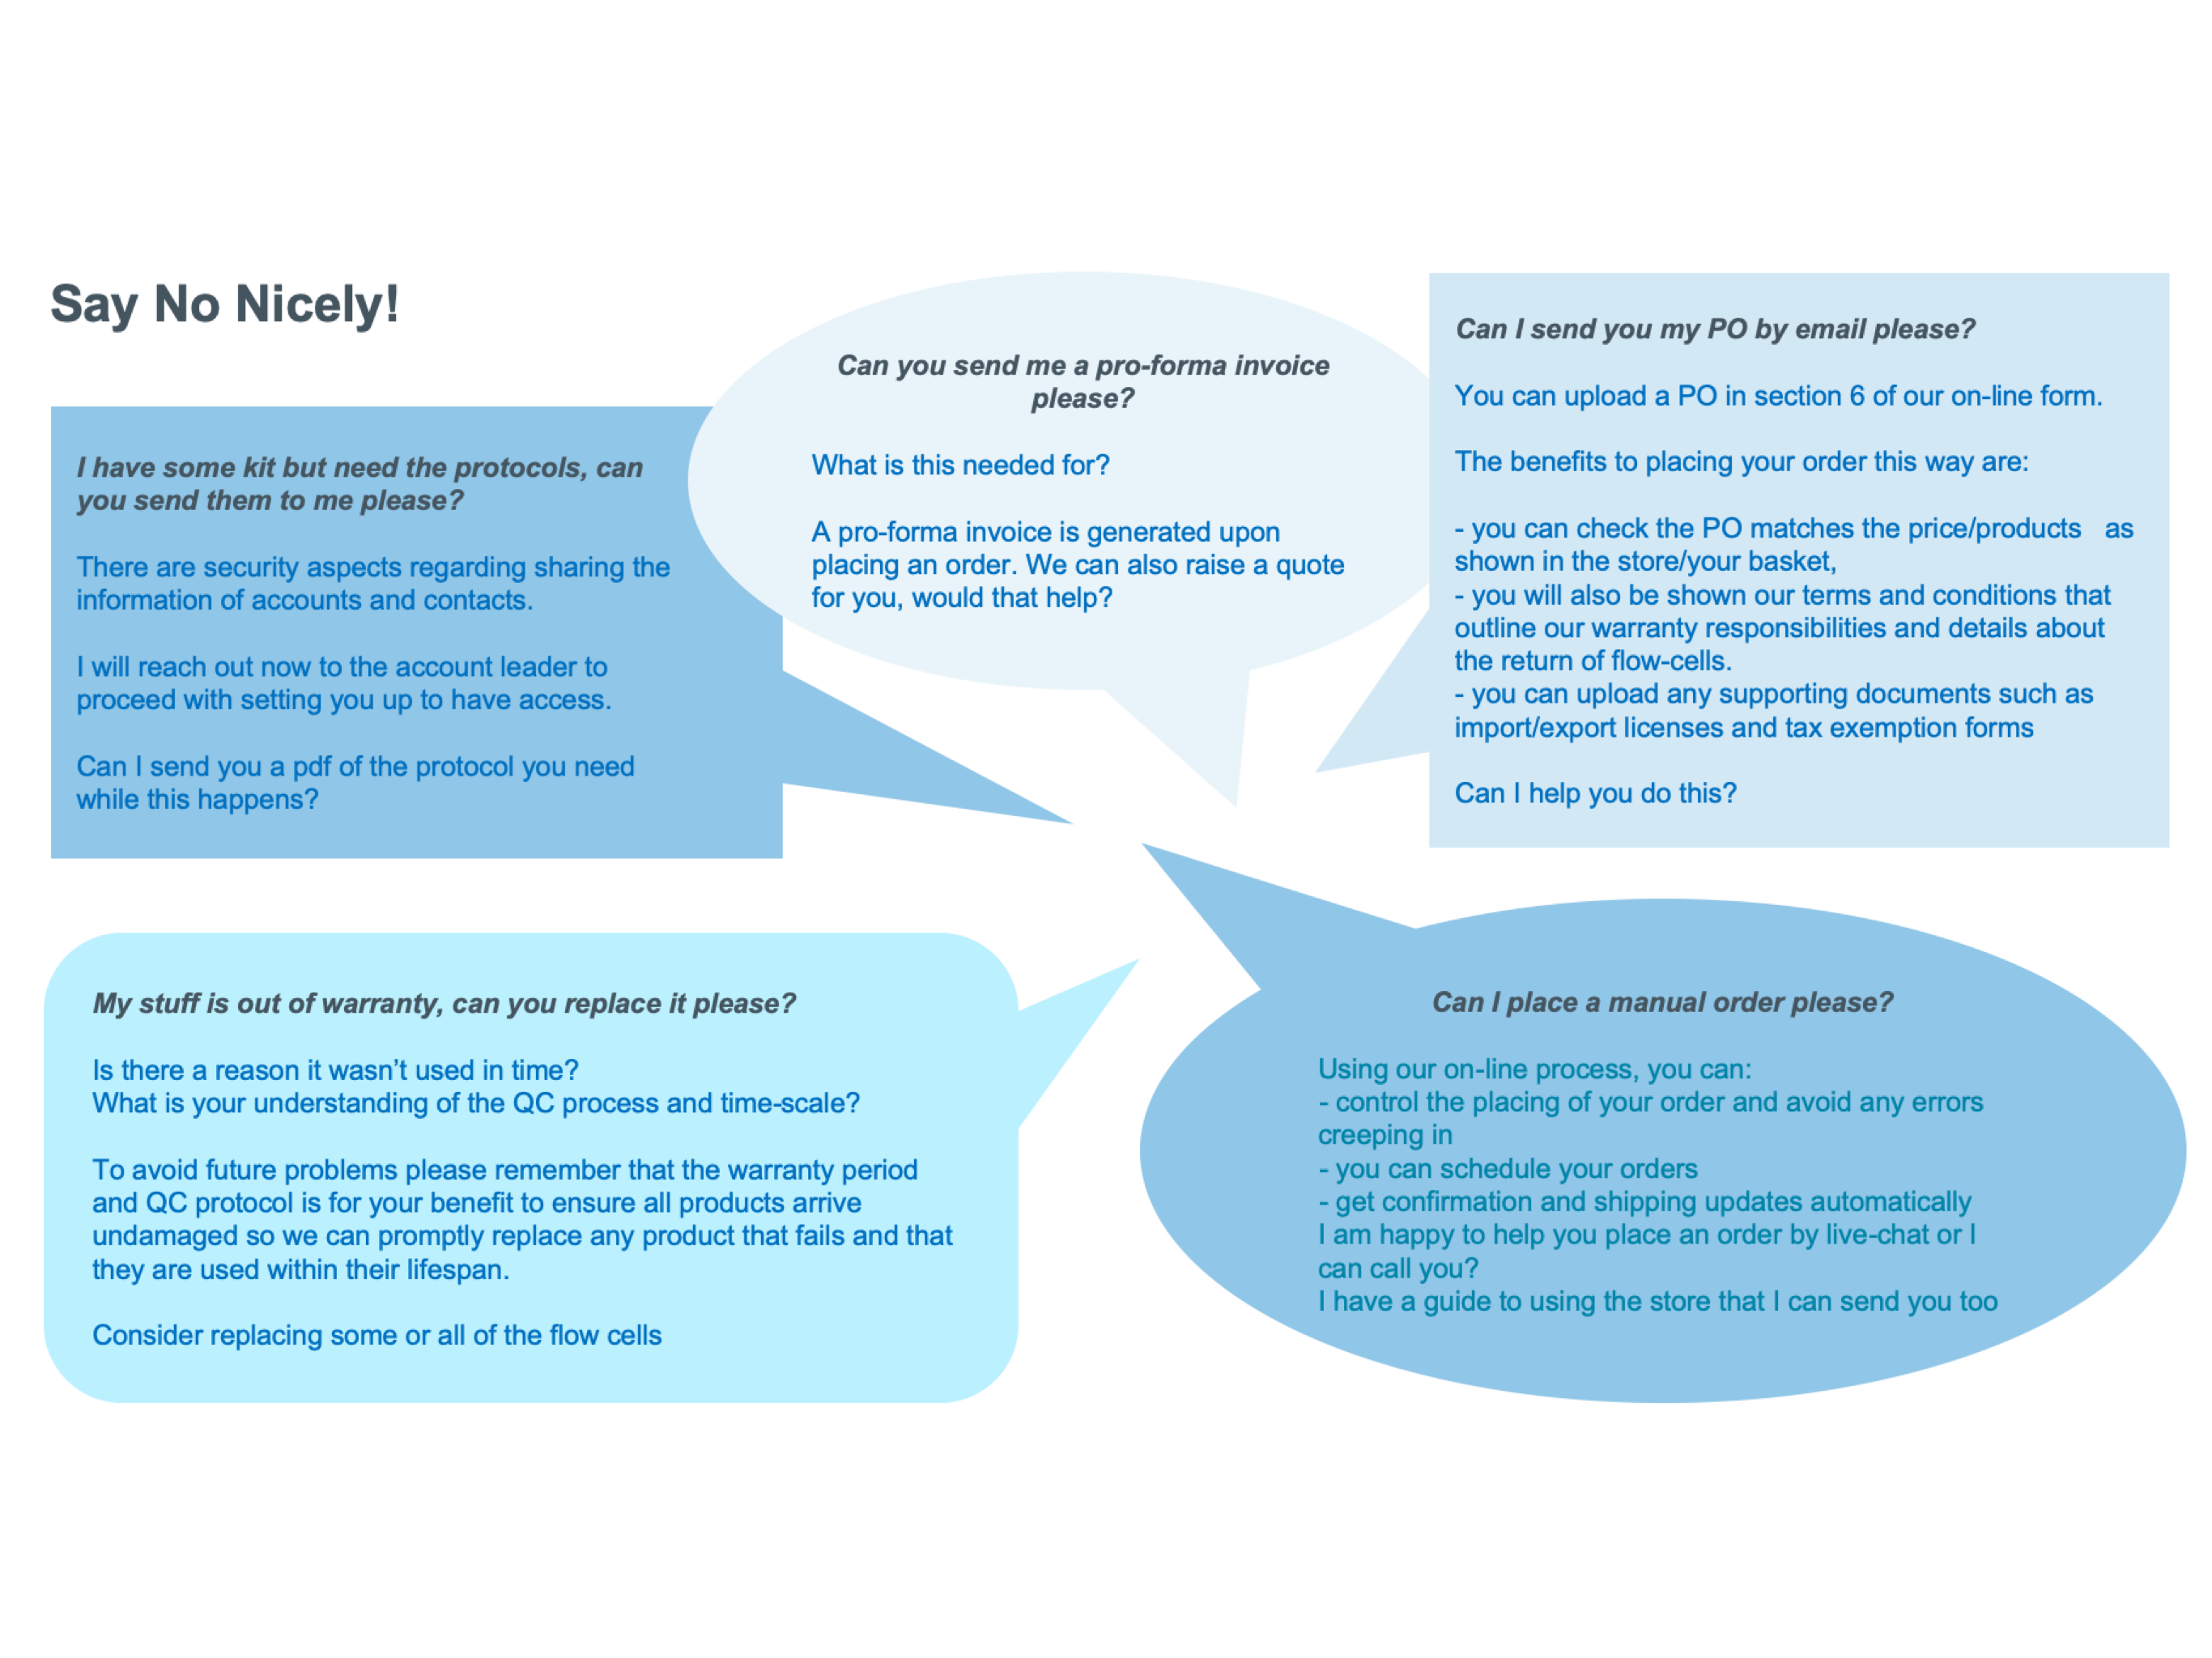 Say No Nicely!
I have some kit but need the protocols, can
you send them to me please?
There are security aspects regarding sharing the
information of accounts and contacts.
I will reach out now to the account leader to
proceed with setting you up to have access.
Can I send you a pdf of the protocol you need
while this happens?
Can you send me a pro-forma invoice
please?
What is this needed for?
A pro-forma invoice is generated upon
placing an order. We can also raise a quote
for you, would that help?
Can I send you my PO by email please?
You can upload a PO in section 6 of our on-line form.
The benefits to placing your order this way are:
- you can check the PO matches the price/products   as
shown in the store/your basket,
- you will also be shown our terms and conditions that
outline our warranty responsibilities and details about
the return of flow-cells.
- you can upload any supporting documents such as
import/export licenses and tax exemption forms
Can I help you do this?
My stuff is out of warranty, can you replace it please?
Is there a reason it wasn’t used in time?
What is your understanding of the QC process and time-scale?
To avoid future problems please remember that the warranty period
and QC protocol is for your benefit to ensure all products arrive
undamaged so we can promptly replace any product that fails and that
they are used within their lifespan.
Consider replacing some or all of the flow cells
Can I place a manual order please?
Using our on-line process, you can:
- control the placing of your order and avoid any errors
creeping in
- you can schedule your orders
- get confirmation and shipping updates automatically
I am happy to help you place an order by live-chat or I
can call you?
I have a guide to using the store that I can send you too